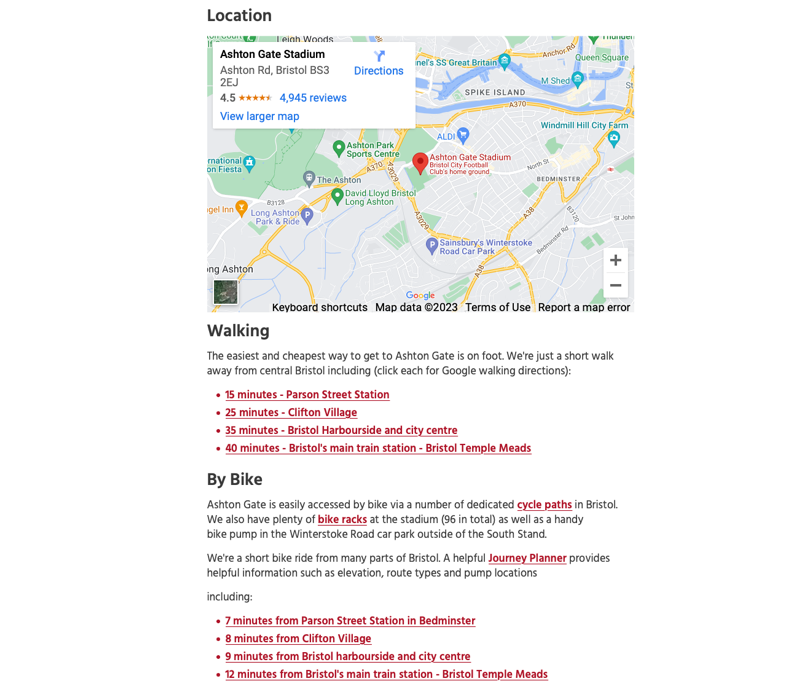 Location
Leigh Woods
Thunder
Anchor Rd
Queen Square
Ashton Gate Stadium
Ashton Rd, Bristol BS3
2EJ
Directions
nel's SS Great Britain
M Shed
4.5
4,945 reviews
View larger map
SPIKE ISLAND
A370
Windmill Hill City Farm
ALDI
Ashton Park
Sports Centre
Ashton Gate Stadium
Bristol City Football
Club's home ground.
North St
rnational
on Fiesta
A370
A3029
The Ashton
BEDMINSTER
David Lloyd Bristol
Long Ashton
B3128
ngel Inn
Long Ashton
Park & Ride
A3029
A38
B3120
St John
Sainsbury's Winterstoke
Road Car Park
Bedminster Rd
ong Ashton
A38
Google
Keyboard shortcuts Map data ©2023 Terms of Use Report a map error
Walking
The easiest and cheapest way to get to Ashton Gate is on foot. We're just a short walk
away from central Bristol including (click each for Google walking directions):
15 minutes - Parson Street Station
25 minutes - Clifton Village
35 minutes - Bristol Harbourside and city centre
40 minutes - Bristol's main train station - Bristol Temple Meads
By Bike
Ashton Gate is easily accessed by bike via a number of dedicated cycle paths in Bristol.
We also have plenty of bike racks at the stadium (96 in total) as well as a handy
bike pump in the Winterstoke Road car park outside of the South Stand.
We're a short bike ride from many parts of Bristol. A helpful Journey Planner provides
helpful information such as elevation, route types and pump locations
including:
7 minutes from Parson Street Station in Bedminster
8 minutes from Clifton Village
9 minutes from Bristol harbourside and city centre
12 minutes from Bristol's main train station - Bristol Temple Meads